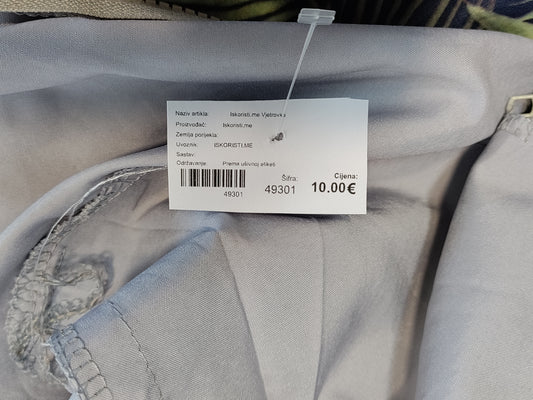 Naziv artikla: Iskoristi.me Vjetrovka
Proizvođač: Iskoristi.me
Zemlja porijekla:
Uvoznik: ISKORISTI.ME
Sastav:
Održavanje: Prema ušivnoj etiketi
Šifra: Cijena:
49301 49301 10.00€